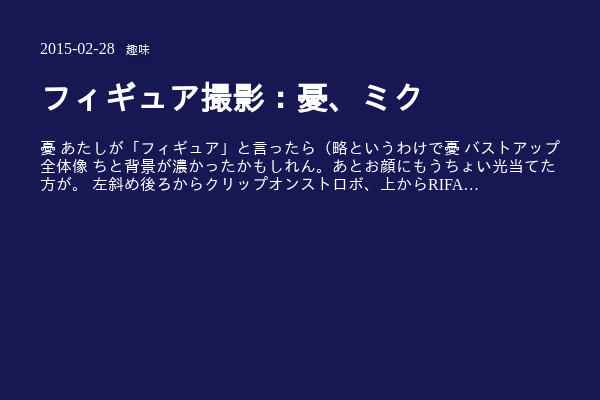 2015-02-28 趣味
フィギュア撮影：憂、ミク
憂 あたしが「フィギュア」と言ったら（略というわけで憂 バストアップ
全体像 ちと背景が濃かったかもしれん。あとお顔にもうちょい光当てた
方が。 左斜め後ろからクリップオンストロボ、上からRIFA…